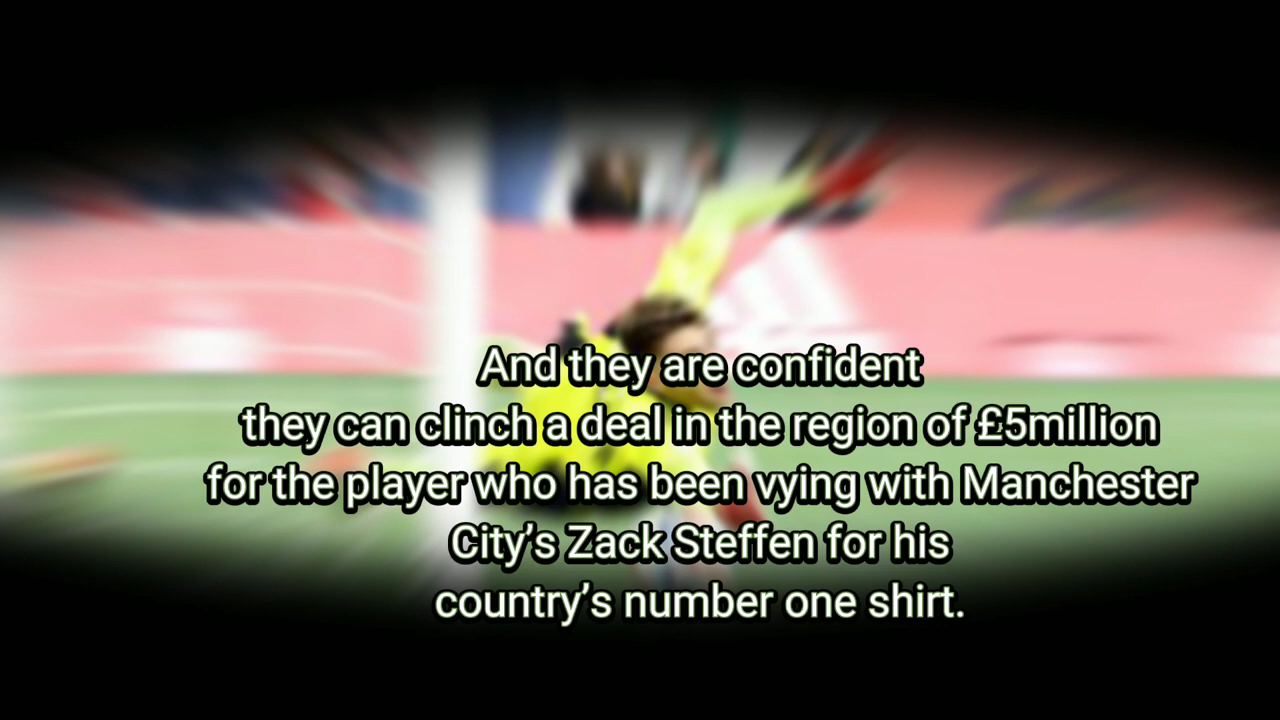 And they are confident
they can clinch a deal in the region of £5million
for the player who has been vying with Manchester
City’s Zack Steffen for his
country’s number one shirt.